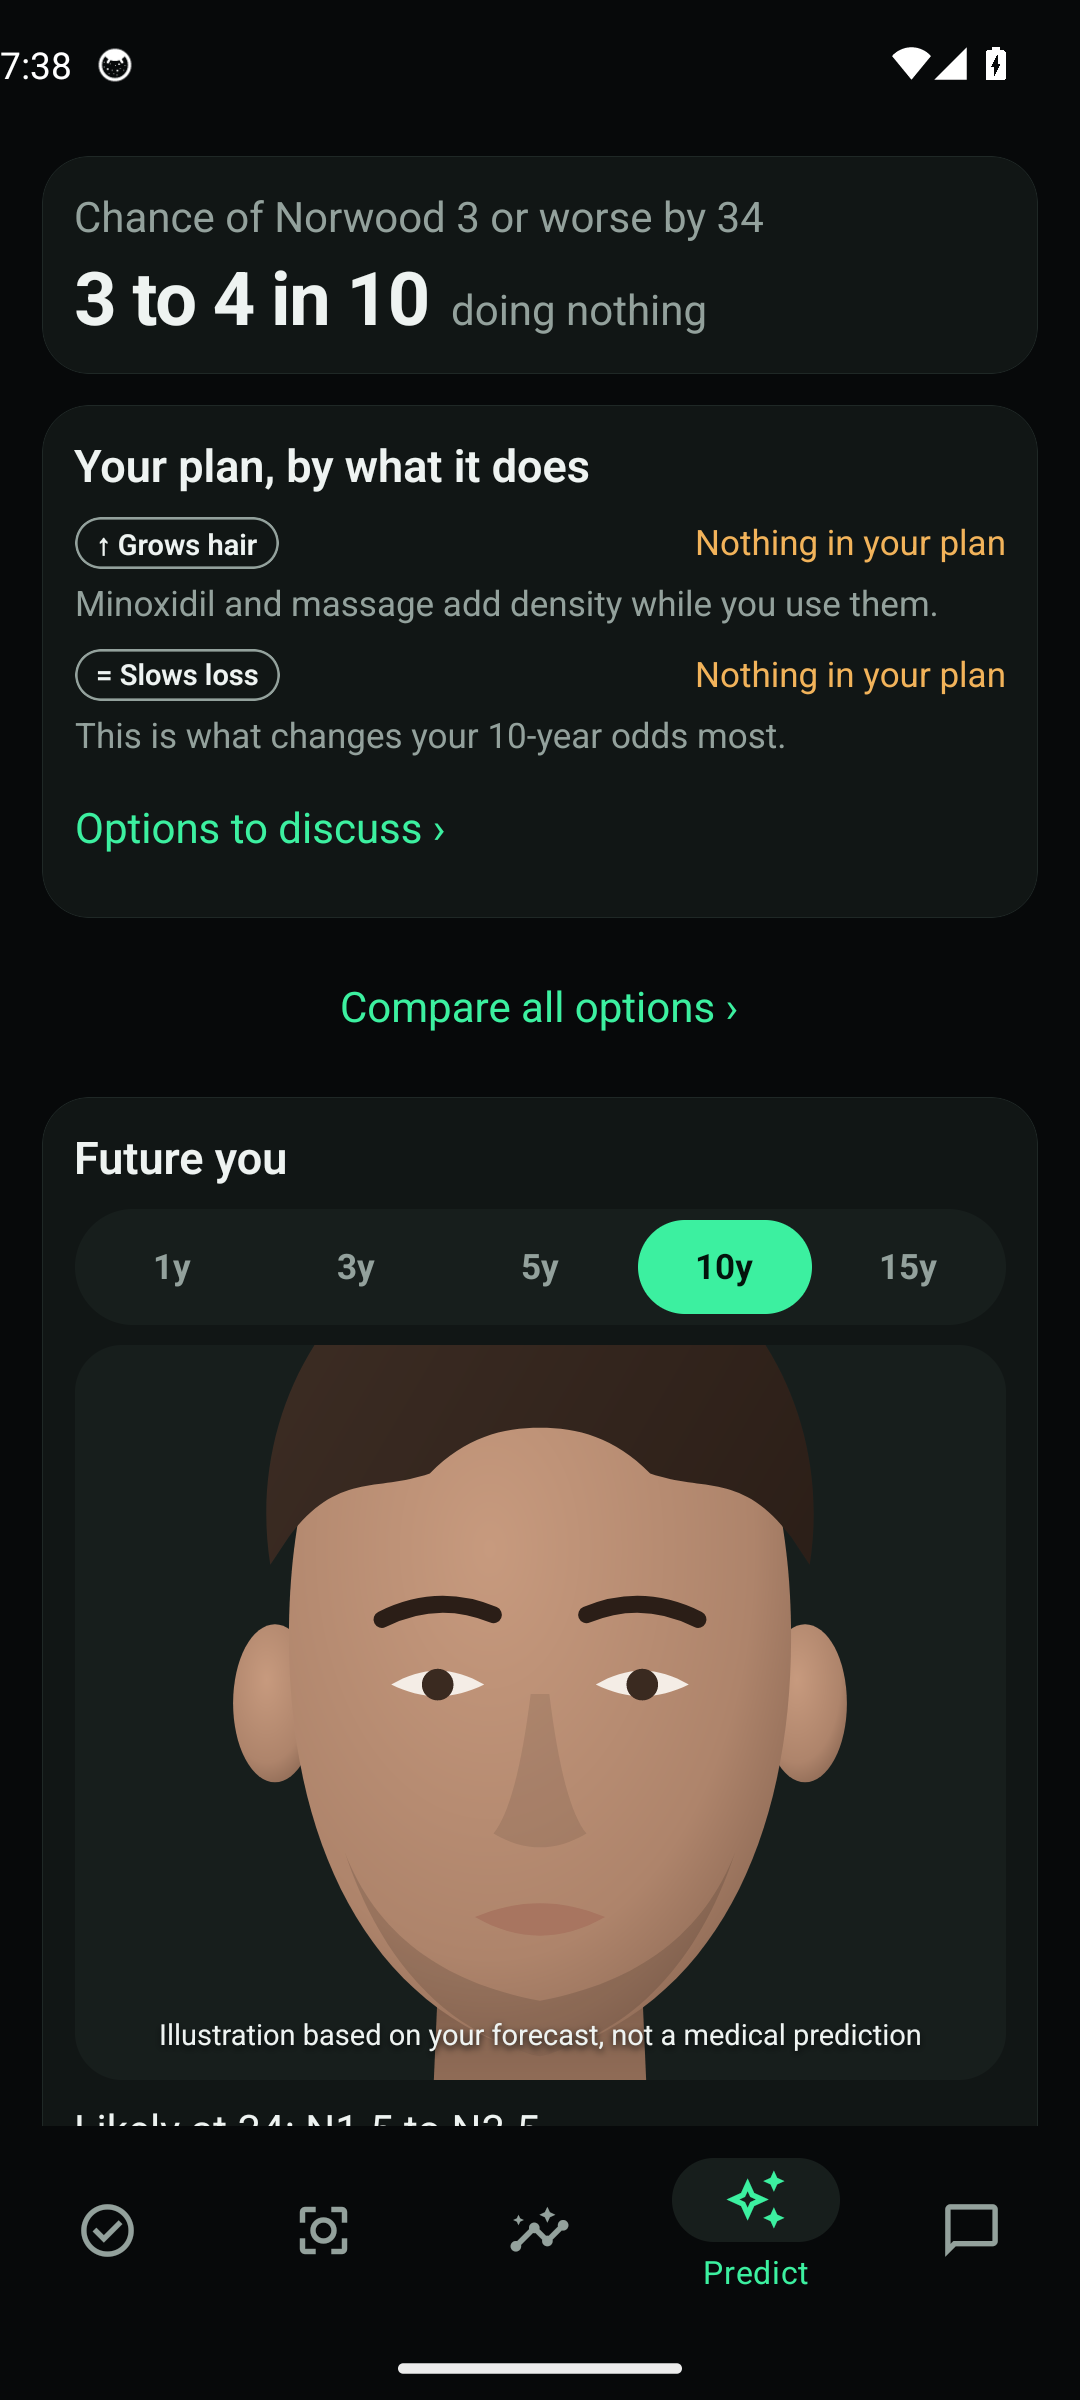 7:38
Chance of Norwood 3 or worse by 34
3 to 4 in 10 doing nothing
Your plan, by what it does
↑ Grows hair
Nothing in your plan
Minoxidil and massage add density while you use them.
= Slows loss
Nothing in your plan
This is what changes your 10-year odds most.
Options to discuss ›
Compare all options ›
Future you
1y 3y 5y 10y 15y
Illustration based on your forecast, not a medical prediction
Likely at 34:
Predict